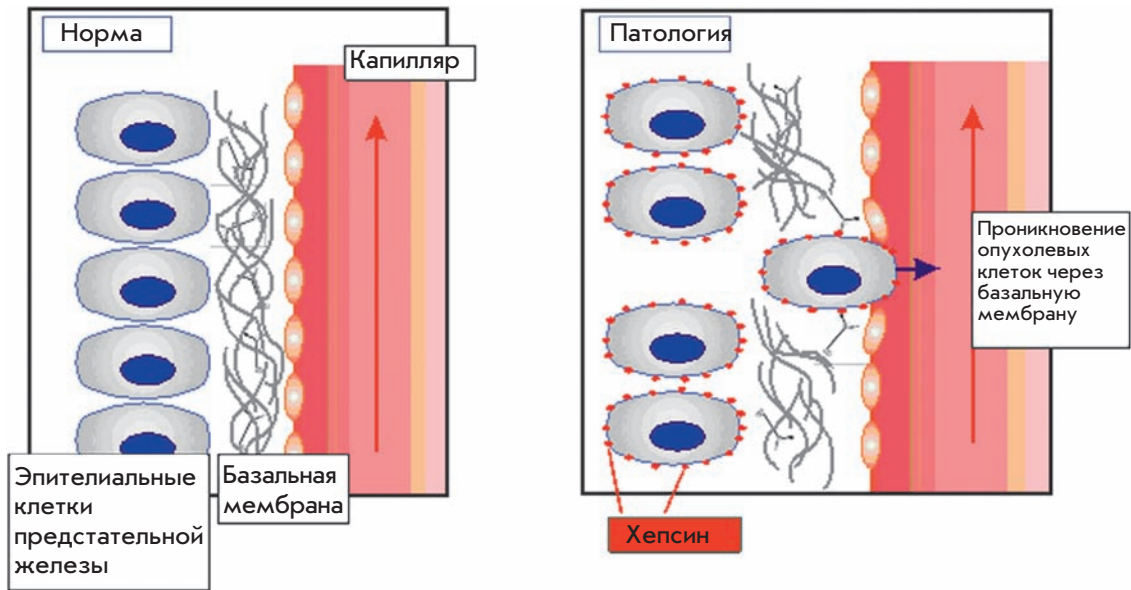 Норма
Капилляр
Эпителиальные
клетки
предстательной
железы
Базальная
мембрана
Патология
Проникновение
опухолевых
клеток через
базальную
мембрану
Хепсин